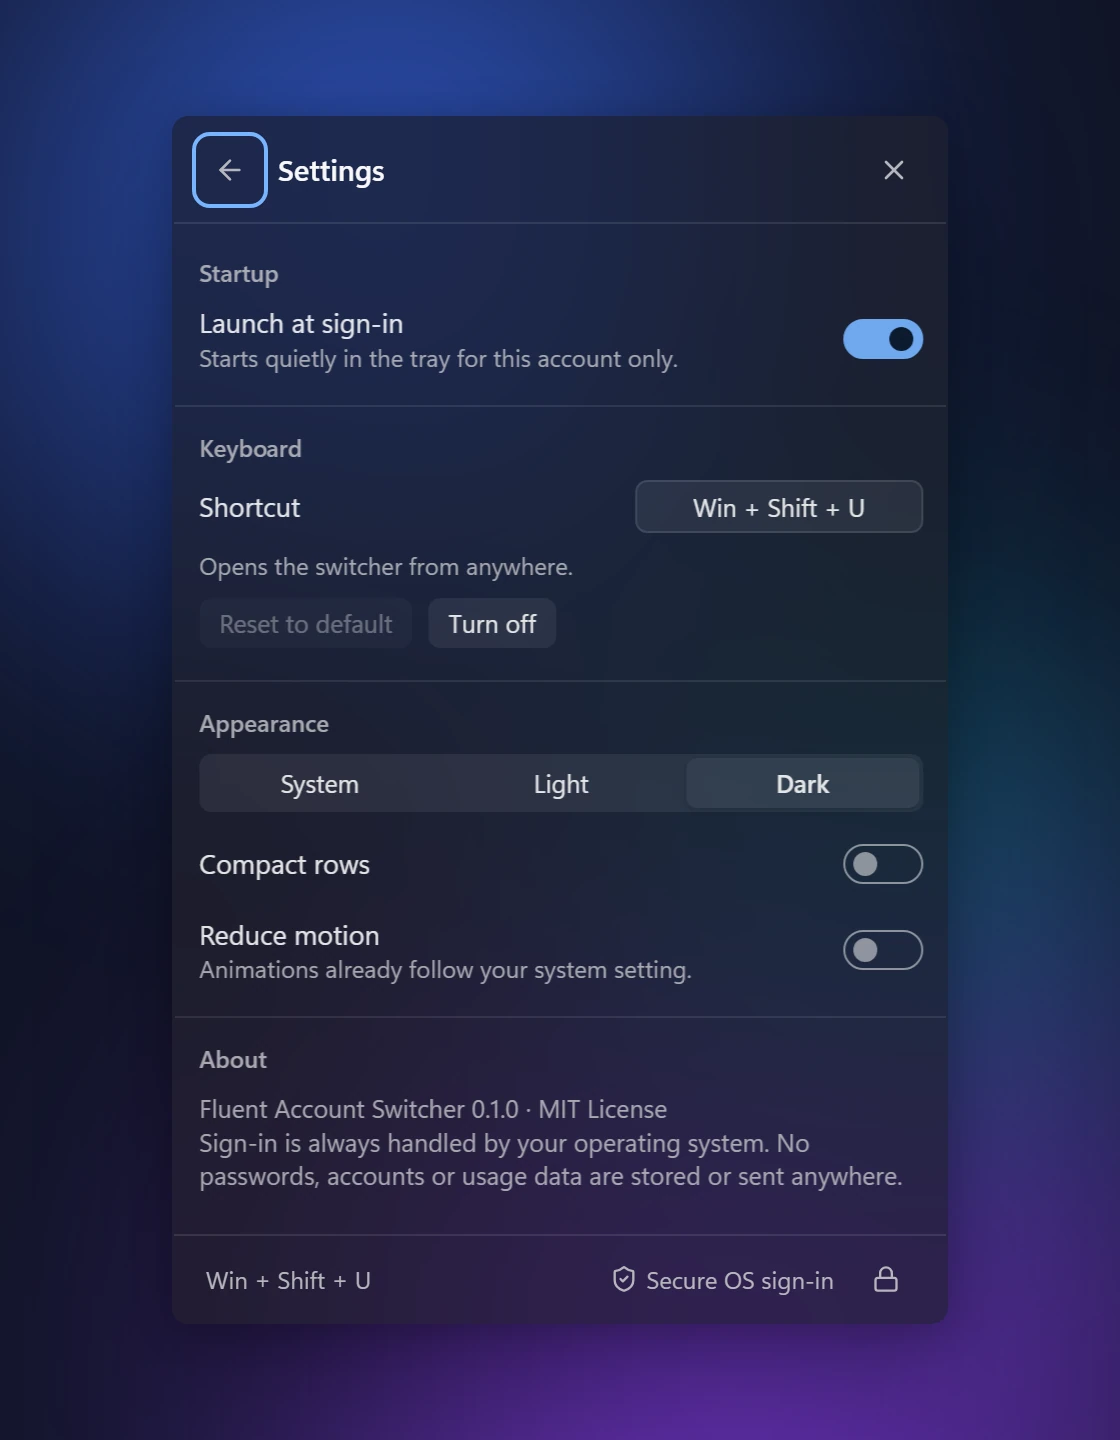 Settings
Startup
Launch at sign-in
Starts quietly in the tray for this account only.
Keyboard
Shortcut
Win + Shift + U
Opens the switcher from anywhere.
Reset to default
Turn off
Appearance
System
Light
Dark
Compact rows
Reduce motion
Animations already follow your system setting.
About
Fluent Account Switcher 0.1.0 · MIT License
Sign-in is always handled by your operating system. No
passwords, accounts or usage data are stored or sent anywhere.
Win + Shift + U
Secure OS sign-in